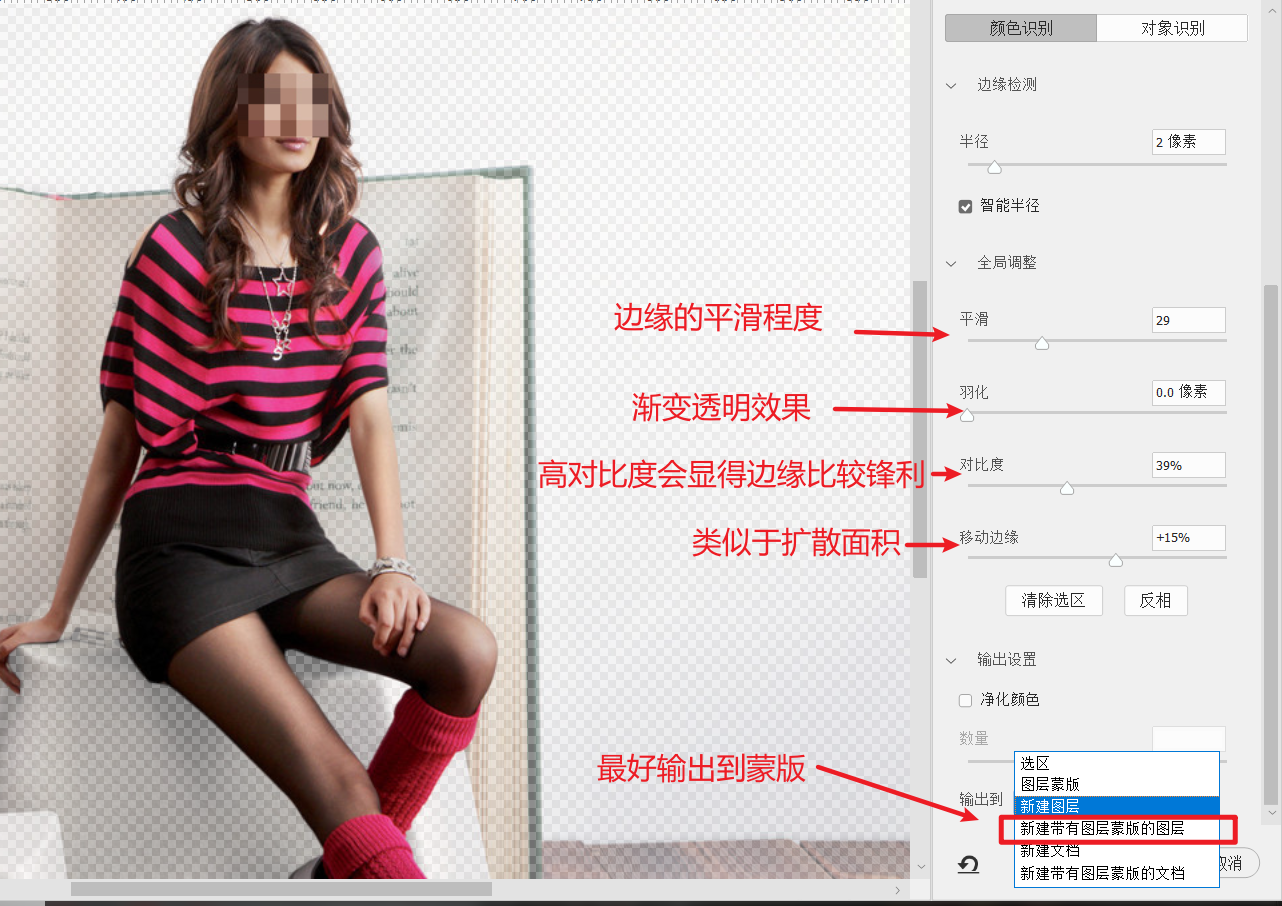 颜色识别
对象识别
边缘检测
半径
2 像素
智能半径
全局调整
边缘的平滑程度
平滑
29
渐变透明效果
羽化
0.0 像素
高对比度会显得边缘比较锋利
对比度
39%
类似于扩散面积
移动边缘
+15%
清除选区
反相
输出设置
净化颜色
数量
最好输出到蒙版
输出到
选区
图层蒙版
新建图层
新建带有图层蒙版的图层
新建文档
新建带有图层蒙版的文档
取消
alive
about
the
not